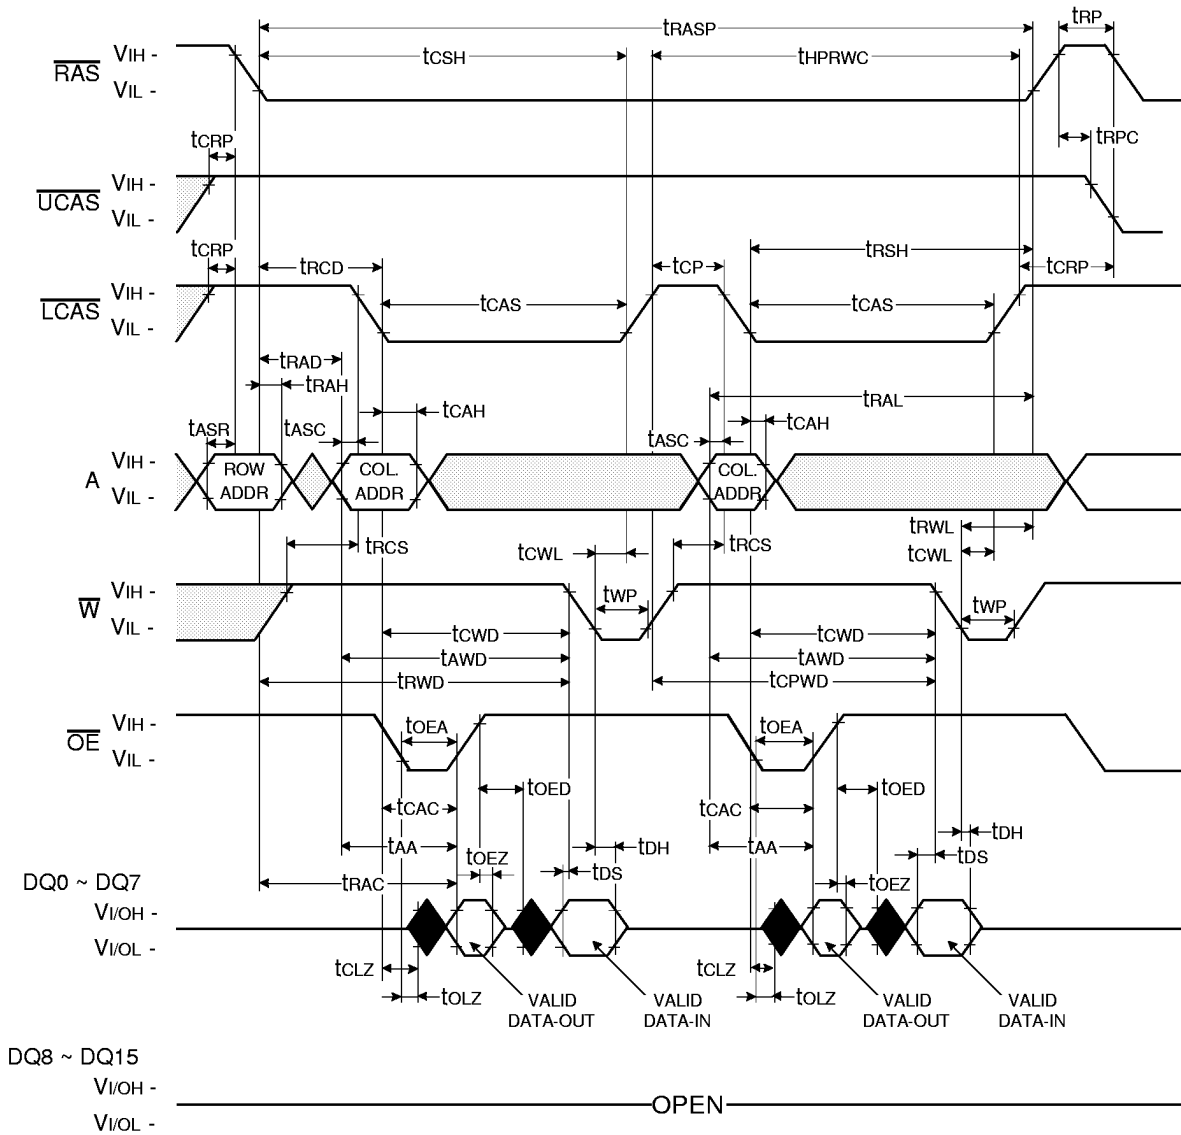 tRASP tRP
tCSH tHPRWC
RAS VIH -
VIL -
tCRP tRPC
UCAS VIH -
VIL -
tCRP tRCD tCP tRSH tCRP
LCAS VIH -
VIL -
tCAS tCAS
tRAD
tRAH
tCAH tRAL
tASR tASC tASC tCAH
A VIH -
VIL -
ROW ADDR
COL. ADDR
COL. ADDR
tRWL
tRCS tCWL tRCS tCWL
W VIH -
VIL -
tWP tWP
tCWD tCWD
tAWD tAWD
tRWD tCPWD
OE VIH -
VIL -
tOEA tOEA
tCAC tOED tCAC tOED
tAA tOEZ tDH tAA tDH
tDS tDS
tRAC tOEZ
DQ0 ~ DQ7
VI/OH -
VI/OL -
tCLZ tCLZ
tOLZ tOLZ
VALID DATA-OUT
VALID DATA-IN
VALID DATA-OUT
VALID DATA-IN
DQ8 ~ DQ15
VI/OH -
OPEN
VI/OL -